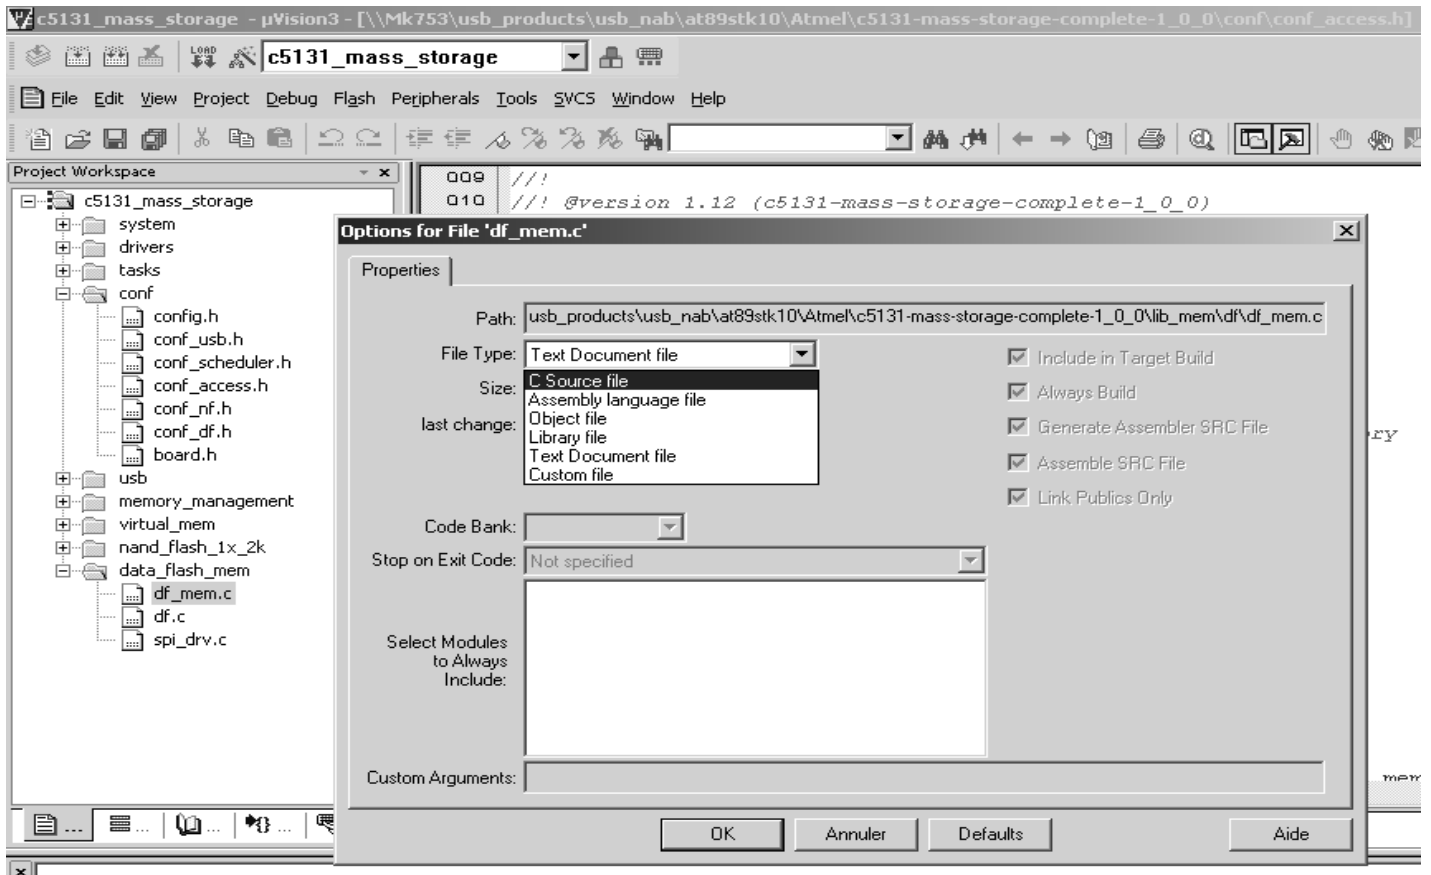 c5131_mass_storage - µVision3 - [\\Mk753\usb_products\usb_nab\at89stk10\Atmel\c5131-mass-storage-complete-1_0_0\conf\conf_access.h]
LOAD
c5131_mass_storage
File Edit View Project Debug Flash Peripherals Tools SVCS Window Help
Project Workspace
c5131_mass_storage
system
drivers
tasks
conf
config.h
conf_usb.h
conf_scheduler.h
conf_access.h
conf_nf.h
conf_df.h
board.h
usb
memory_management
virtual_mem
nand_flash_1x_2k
data_flash_mem
df_mem.c
df.c
spi_drv.c
009 //!
010 //! @version 1.12 (c5131-mass-storage-complete-1_0_0)
Options for File 'df_mem.c'
Properties
Path: usb_products\usb_nab\at89stk10\Atmel\c5131-mass-storage-complete-1_0_0\lib_mem\df\df_mem.c
File Type: Text Document file
C Source file
Assembly language file
Object file
Library file
Text Document file
Custom file
Size:
last change:
Include in Target Build
Always Build
Generate Assembler SRC File
Assemble SRC File
Link Publics Only
Code Bank:
Stop on Exit Code: Not specified
Select Modules
to Always
Include:
Custom Arguments:
OK Annuler Defaults Aide
ry
mem